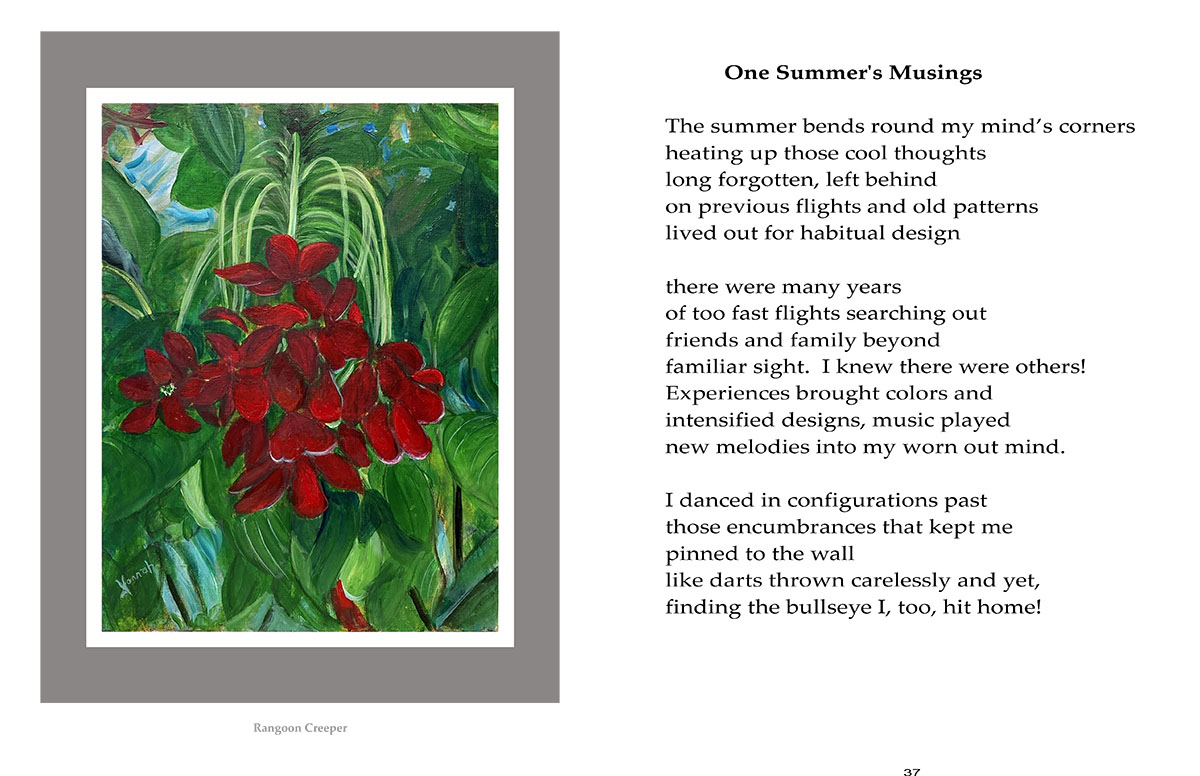 One Summer's Musings
The summer bends round my mind’s corners
heating up those cool thoughts
long forgotten, left behind
on previous flights and old patterns
lived out for habitual design
there were many years
of too fast flights searching out
friends and family beyond
familiar sight.  I knew there were others!
Experiences brought colors and
intensified designs, music played
new melodies into my worn out mind.
I danced in configurations past
those encumbrances that kept me
pinned to the wall
like darts thrown carelessly and yet,
finding the bullseye I, too, hit home!
Hannah
Rangoon Creeper
37